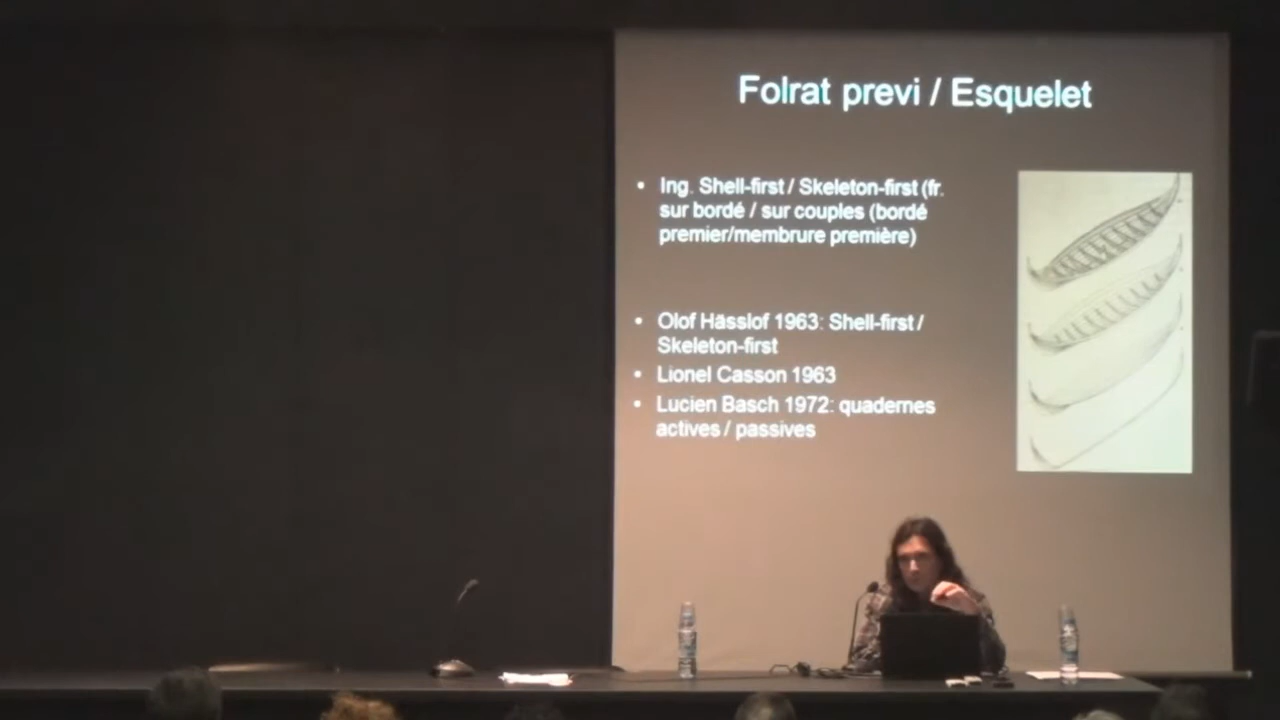 Folrat previ / Esquelet
• Ing. Shell-first / Skeleton-first (fr.
sur bordé / sur couples (bordé
premier/membrure première)
• Olof Hässlof 1963: Shell-first /
Skeleton-first
• Lionel Casson 1963
• Lucien Basch 1972: quadernes
actives / passives